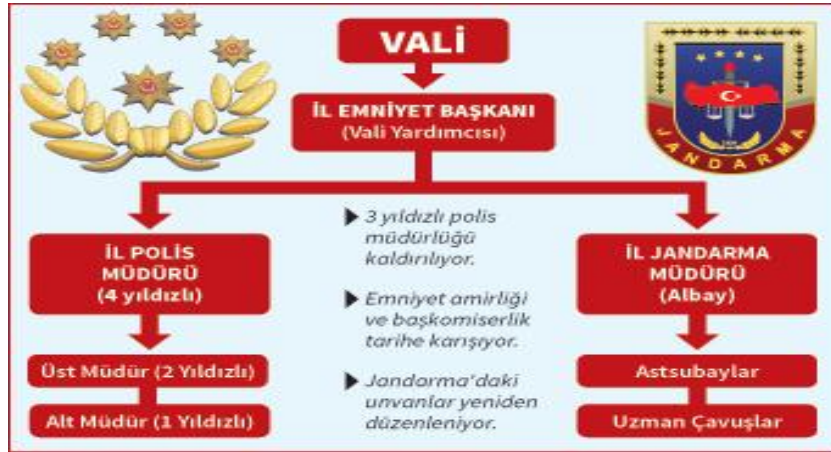 VALİ
İL EMNİYET BAŞKANI
(Vali Yardımcısı)
JANDARMA
İL POLİS
MÜDÜRÜ
(4 yıldızlı)
Üst Müdür (2 Yıldızlı)
Alt Müdür (1 Yıldızlı)
3 yıldızlı polis
müdürlüğü
kaldırılıyor.
Emniyet amirliği
ve başkomiserlik
tarihe karışıyor.
Jandarma'daki
unvanlar yeniden
düzenleniyor.
İL JANDARMA
MÜDÜRÜ
(Albay)
Astsubaylar
Uzman Çavuşlar